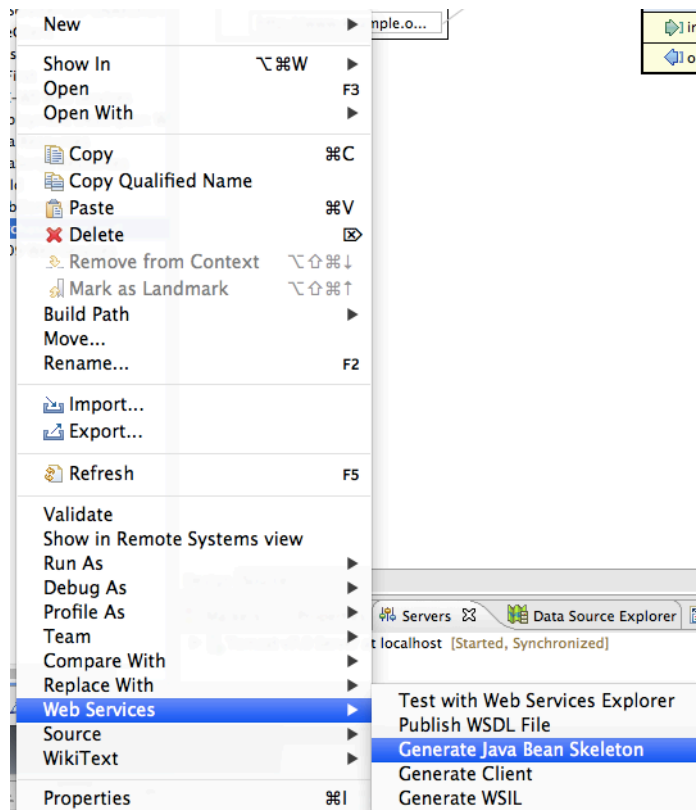 New
mple.o...
Show In ⌥⌘W
Open F3
Open With
Copy ⌘C
Copy Qualified Name
Paste ⌘V
Delete ⌦
Remove from Context ⌥⇧⌘↓
Mark as Landmark ⌥⇧⌘↑
Build Path
Move...
Rename... F2
Import...
Export...
Refresh F5
Validate
Show in Remote Systems view
Run As
Debug As
Profile As
Team
Compare With
Replace With
Web Services
Source
WikiText
Properties ⌘I
Servers
Data Source Explorer
t localhost [Started, Synchronized]
Test with Web Services Explorer
Publish WSDL File
Generate Java Bean Skeleton
Generate Client
Generate WSIL